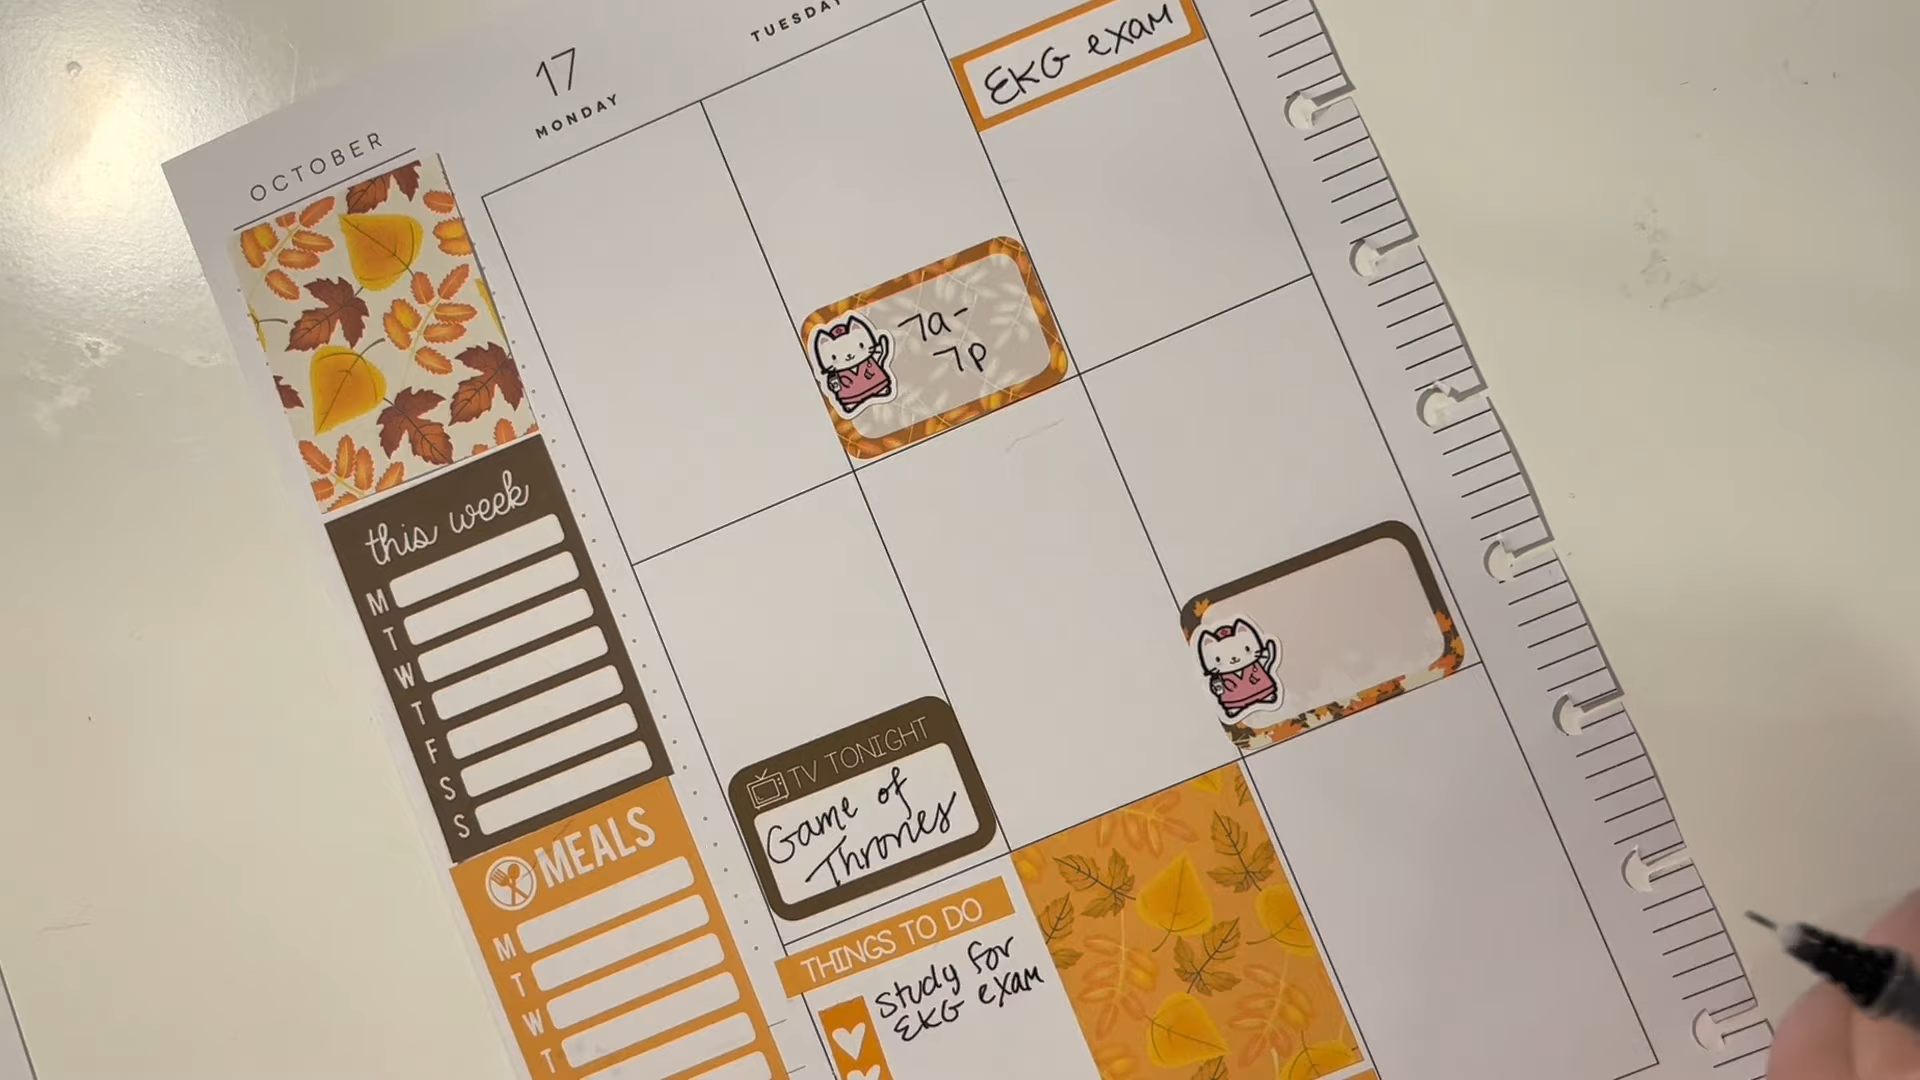 OCTOBER
17
MONDAY
TUESDAY
EKG exam
7a-
7p
this week
M
T
W
T
F
S
S
TV TONIGHT
Game of
Thrones
MEALS
M
T
W
T
THINGS TO DO
Study for
EKG exam